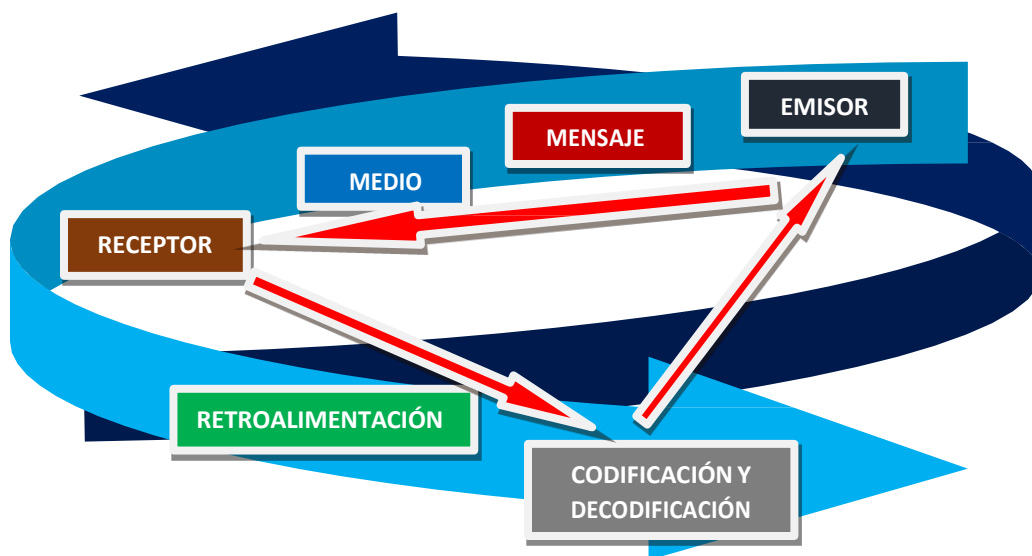 EMISOR
MENSAJE
MEDIO
RECEPTOR
RETROALIMENTACIÓN
CODIFICACIÓN Y
DECODIFICACIÓN